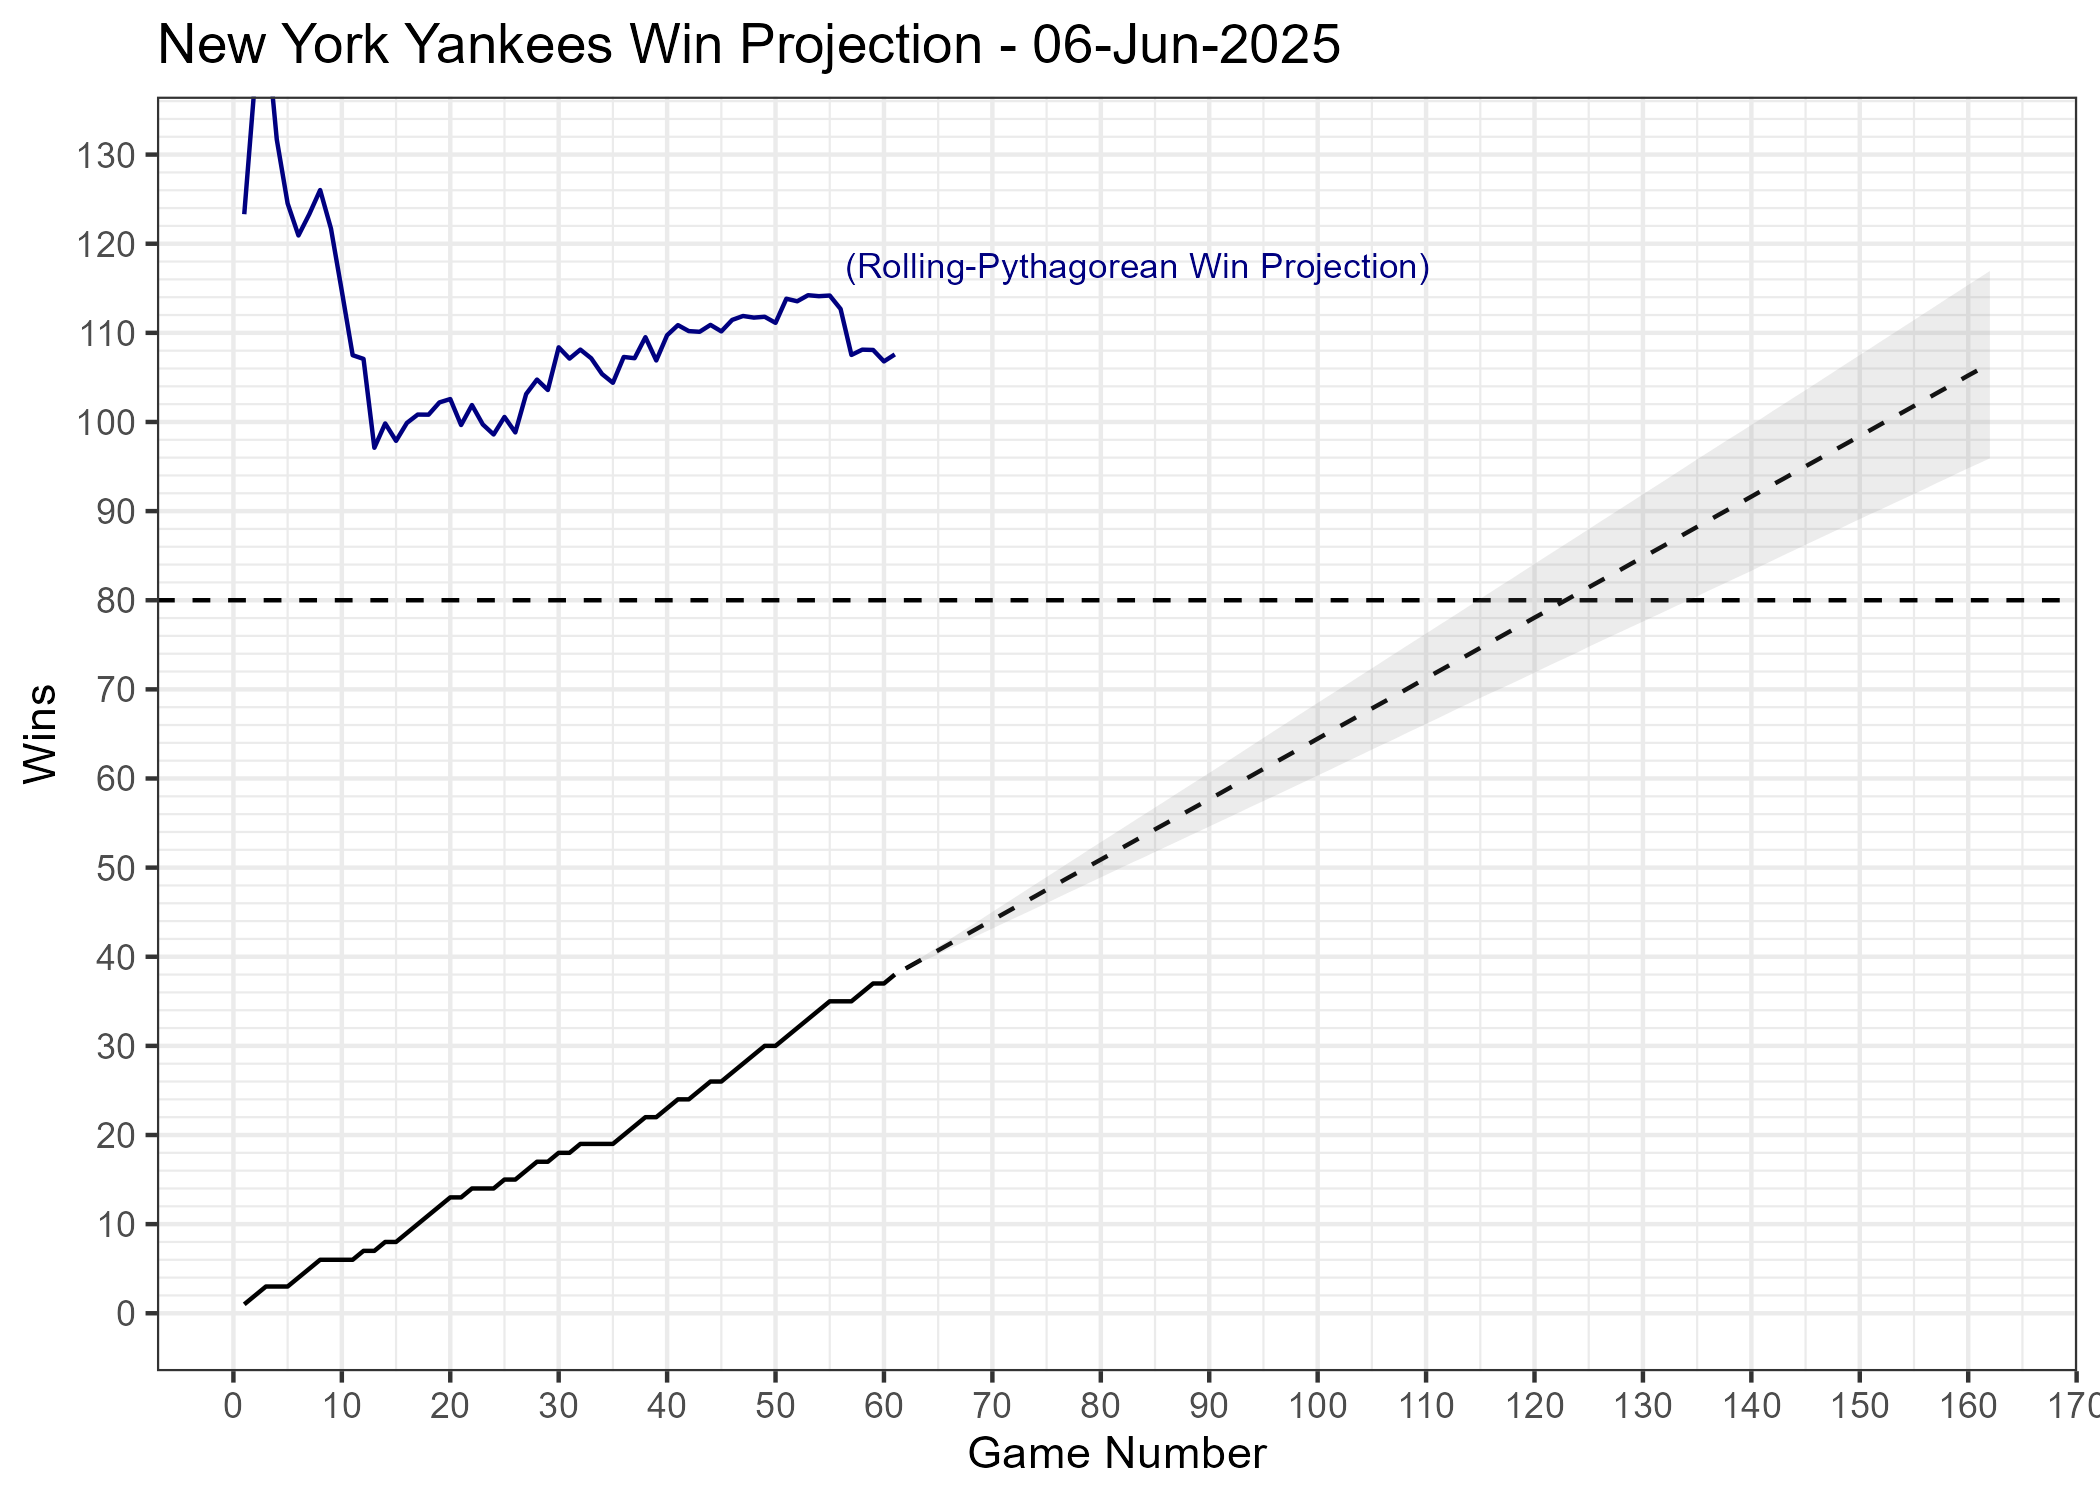 New York Yankees Win Projection - 06-Jun-2025
130
120
(Rolling-Pythagorean Win Projection)
110
100
90
80
70
Wins
60
50
40
30
20
10
0
0 10 20 30 40 50 60 70 80 90 100 110 120 130 140 150 160 170
Game Number